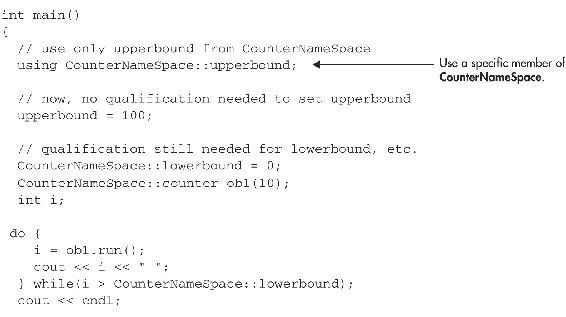 int main()
{
// use only upperbound from CounterNameSpace
using CounterNameSpace::upperbound;
Use a specific member of
CounterNameSpace.
// now, no qualification needed to set upperbound
upperbound = 100;
// qualification still needed for lowerbound, etc.
CounterNameSpace::lowerbound = 0;
CounterNameSpace::counter ob1(10);
int i;
do {
i = ob1.run();
cout << i << " ";
} while(i > CounterNameSpace::lowerbound);
cout << endl;